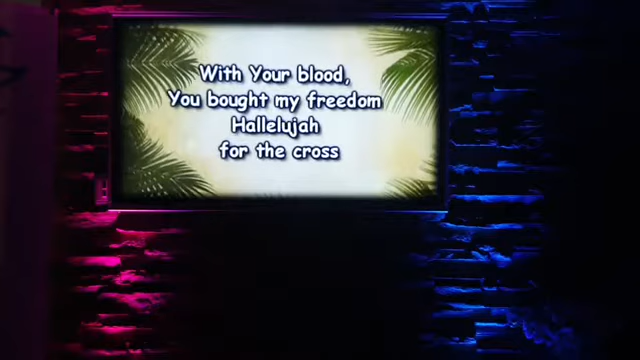 With Your blood,
You bought my freedom
Hallelujah
for the cross